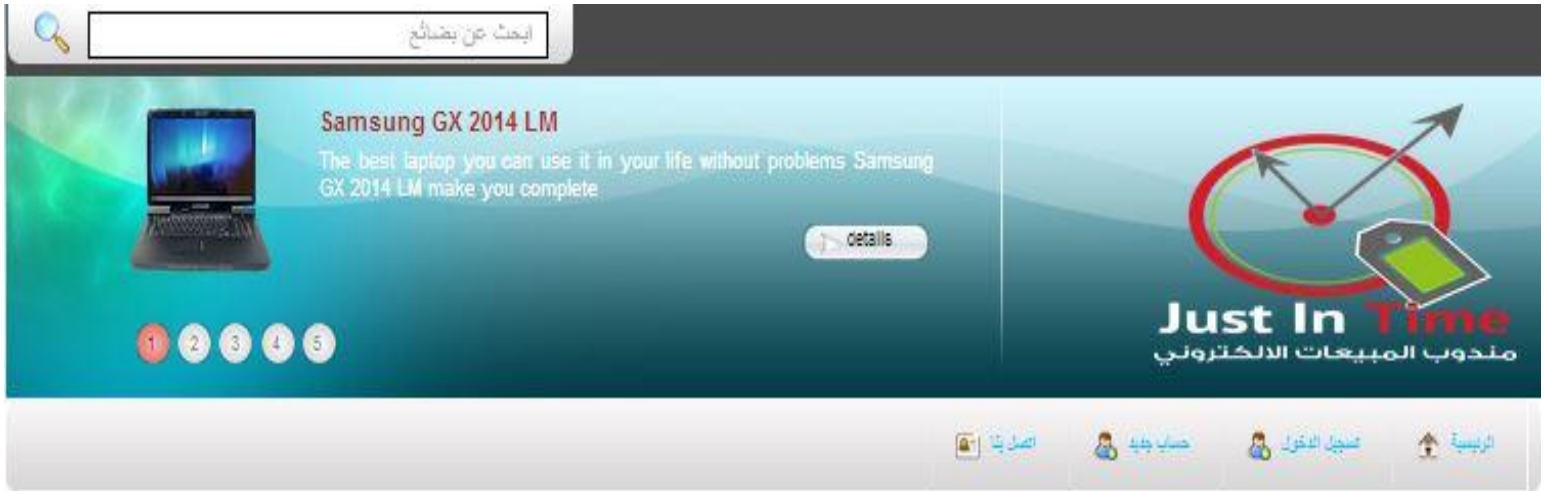 ابحث عن بضائع
Samsung GX 2014 LM
The best laptop you can use it in your life without problems Samsung
GX 2014 LM make you complete
details
1 2 3 4 5
Just In Time
مندوب المبيعات الالكتروني
الرئيسية تسجيل الدخول حساب جديد اتصل بنا